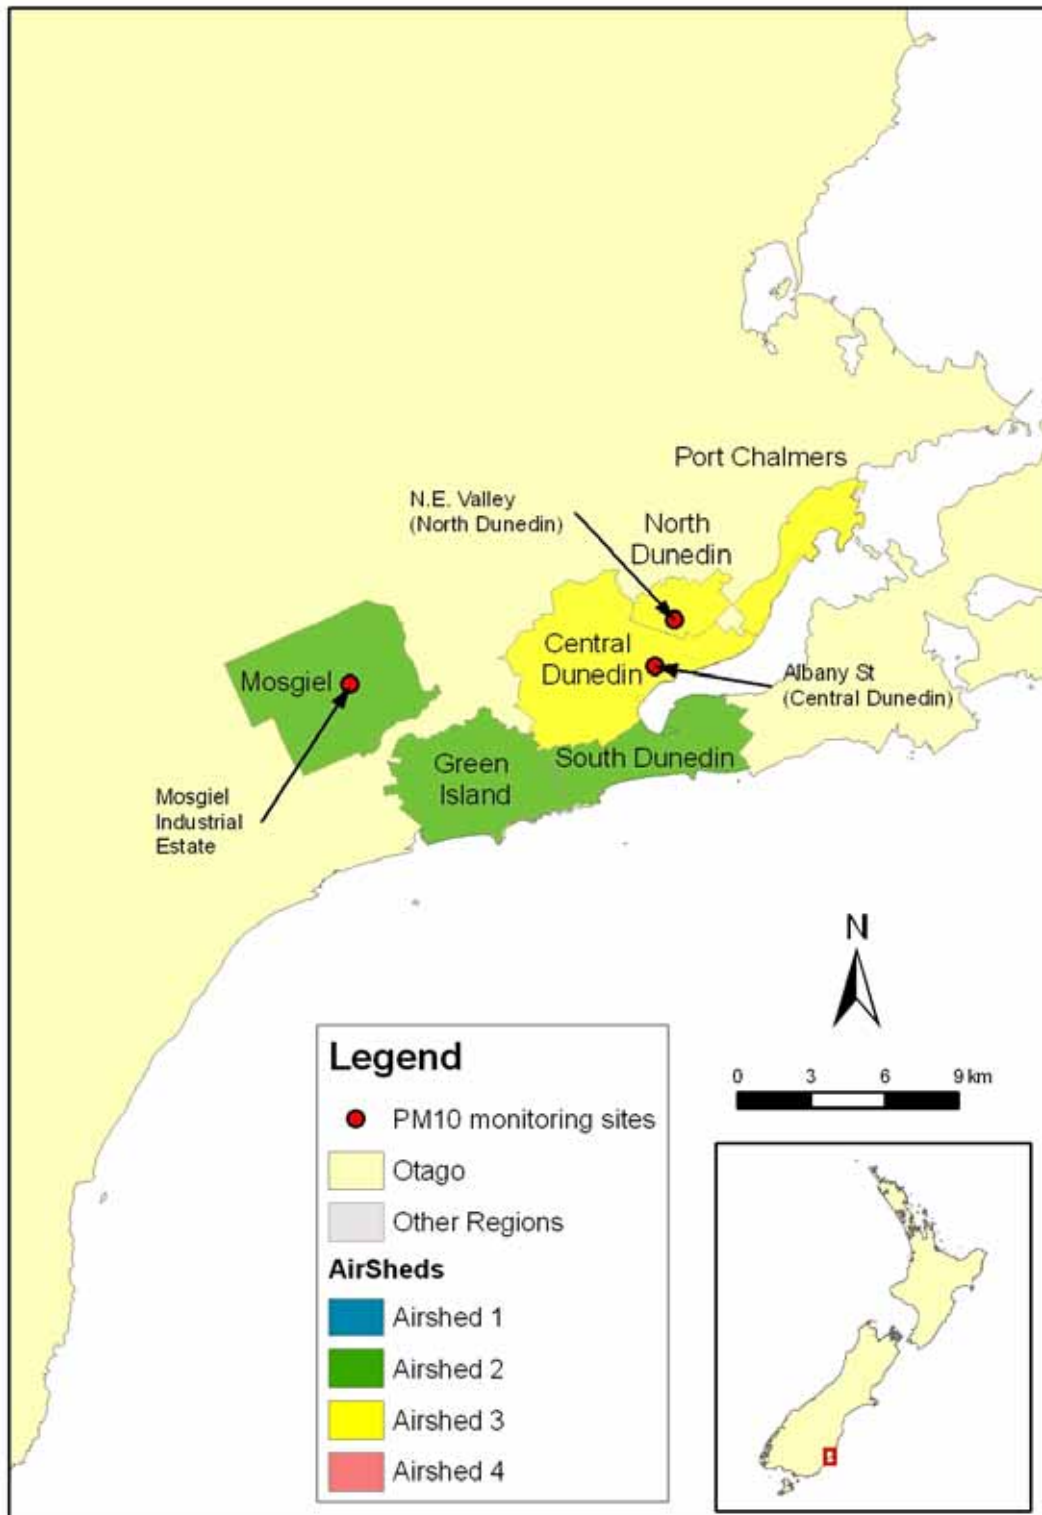 Port Chalmers
N.E. Valley
(North Dunedin)
North
Dunedin
Central
Dunedin
Albany St
(Central Dunedin)
Mosgiel
South Dunedin
Green
Island
Mosgiel
Industrial
Estate
N
0 3 6 9 km
Legend
PM10 monitoring sites
Otago
Other Regions
AirSheds
Airshed 1
Airshed 2
Airshed 3
Airshed 4